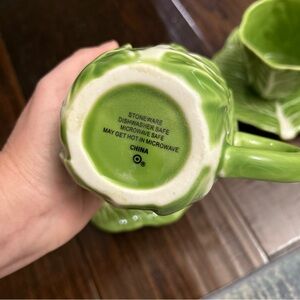 STONEWARE
DISHWASHER SAFE
MICROWAVE SAFE
MAY GET HOT IN MICROWAVE
CHINA
®